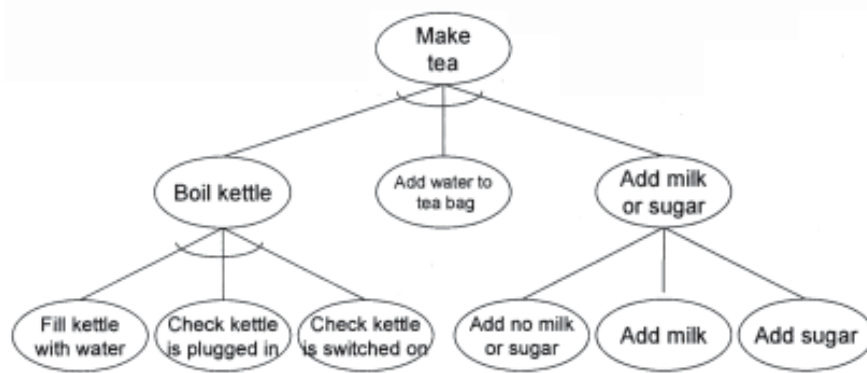 Make
tea
Boil kettle
Add water to
tea bag
Add milk
or sugar
Fill kettle
with water
Check kettle
is plugged in
Check kettle
is switched on
Add no milk
or sugar
Add milk
Add sugar